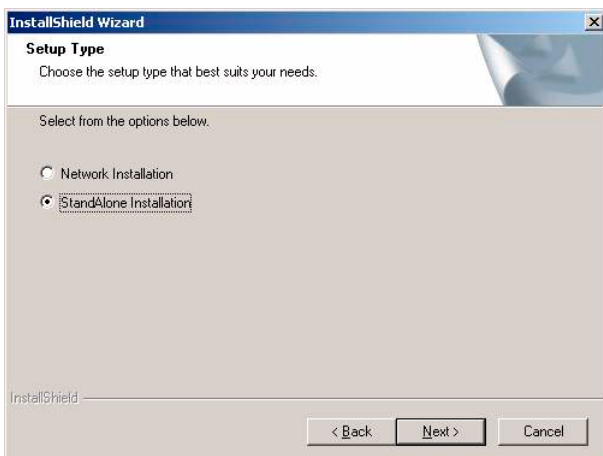 InstallShield Wizard
Setup Type
Choose the setup type that best suits your needs.
Select from the options below.
Network Installation
StandAlone Installation
InstallShield
< Back
Next >
Cancel